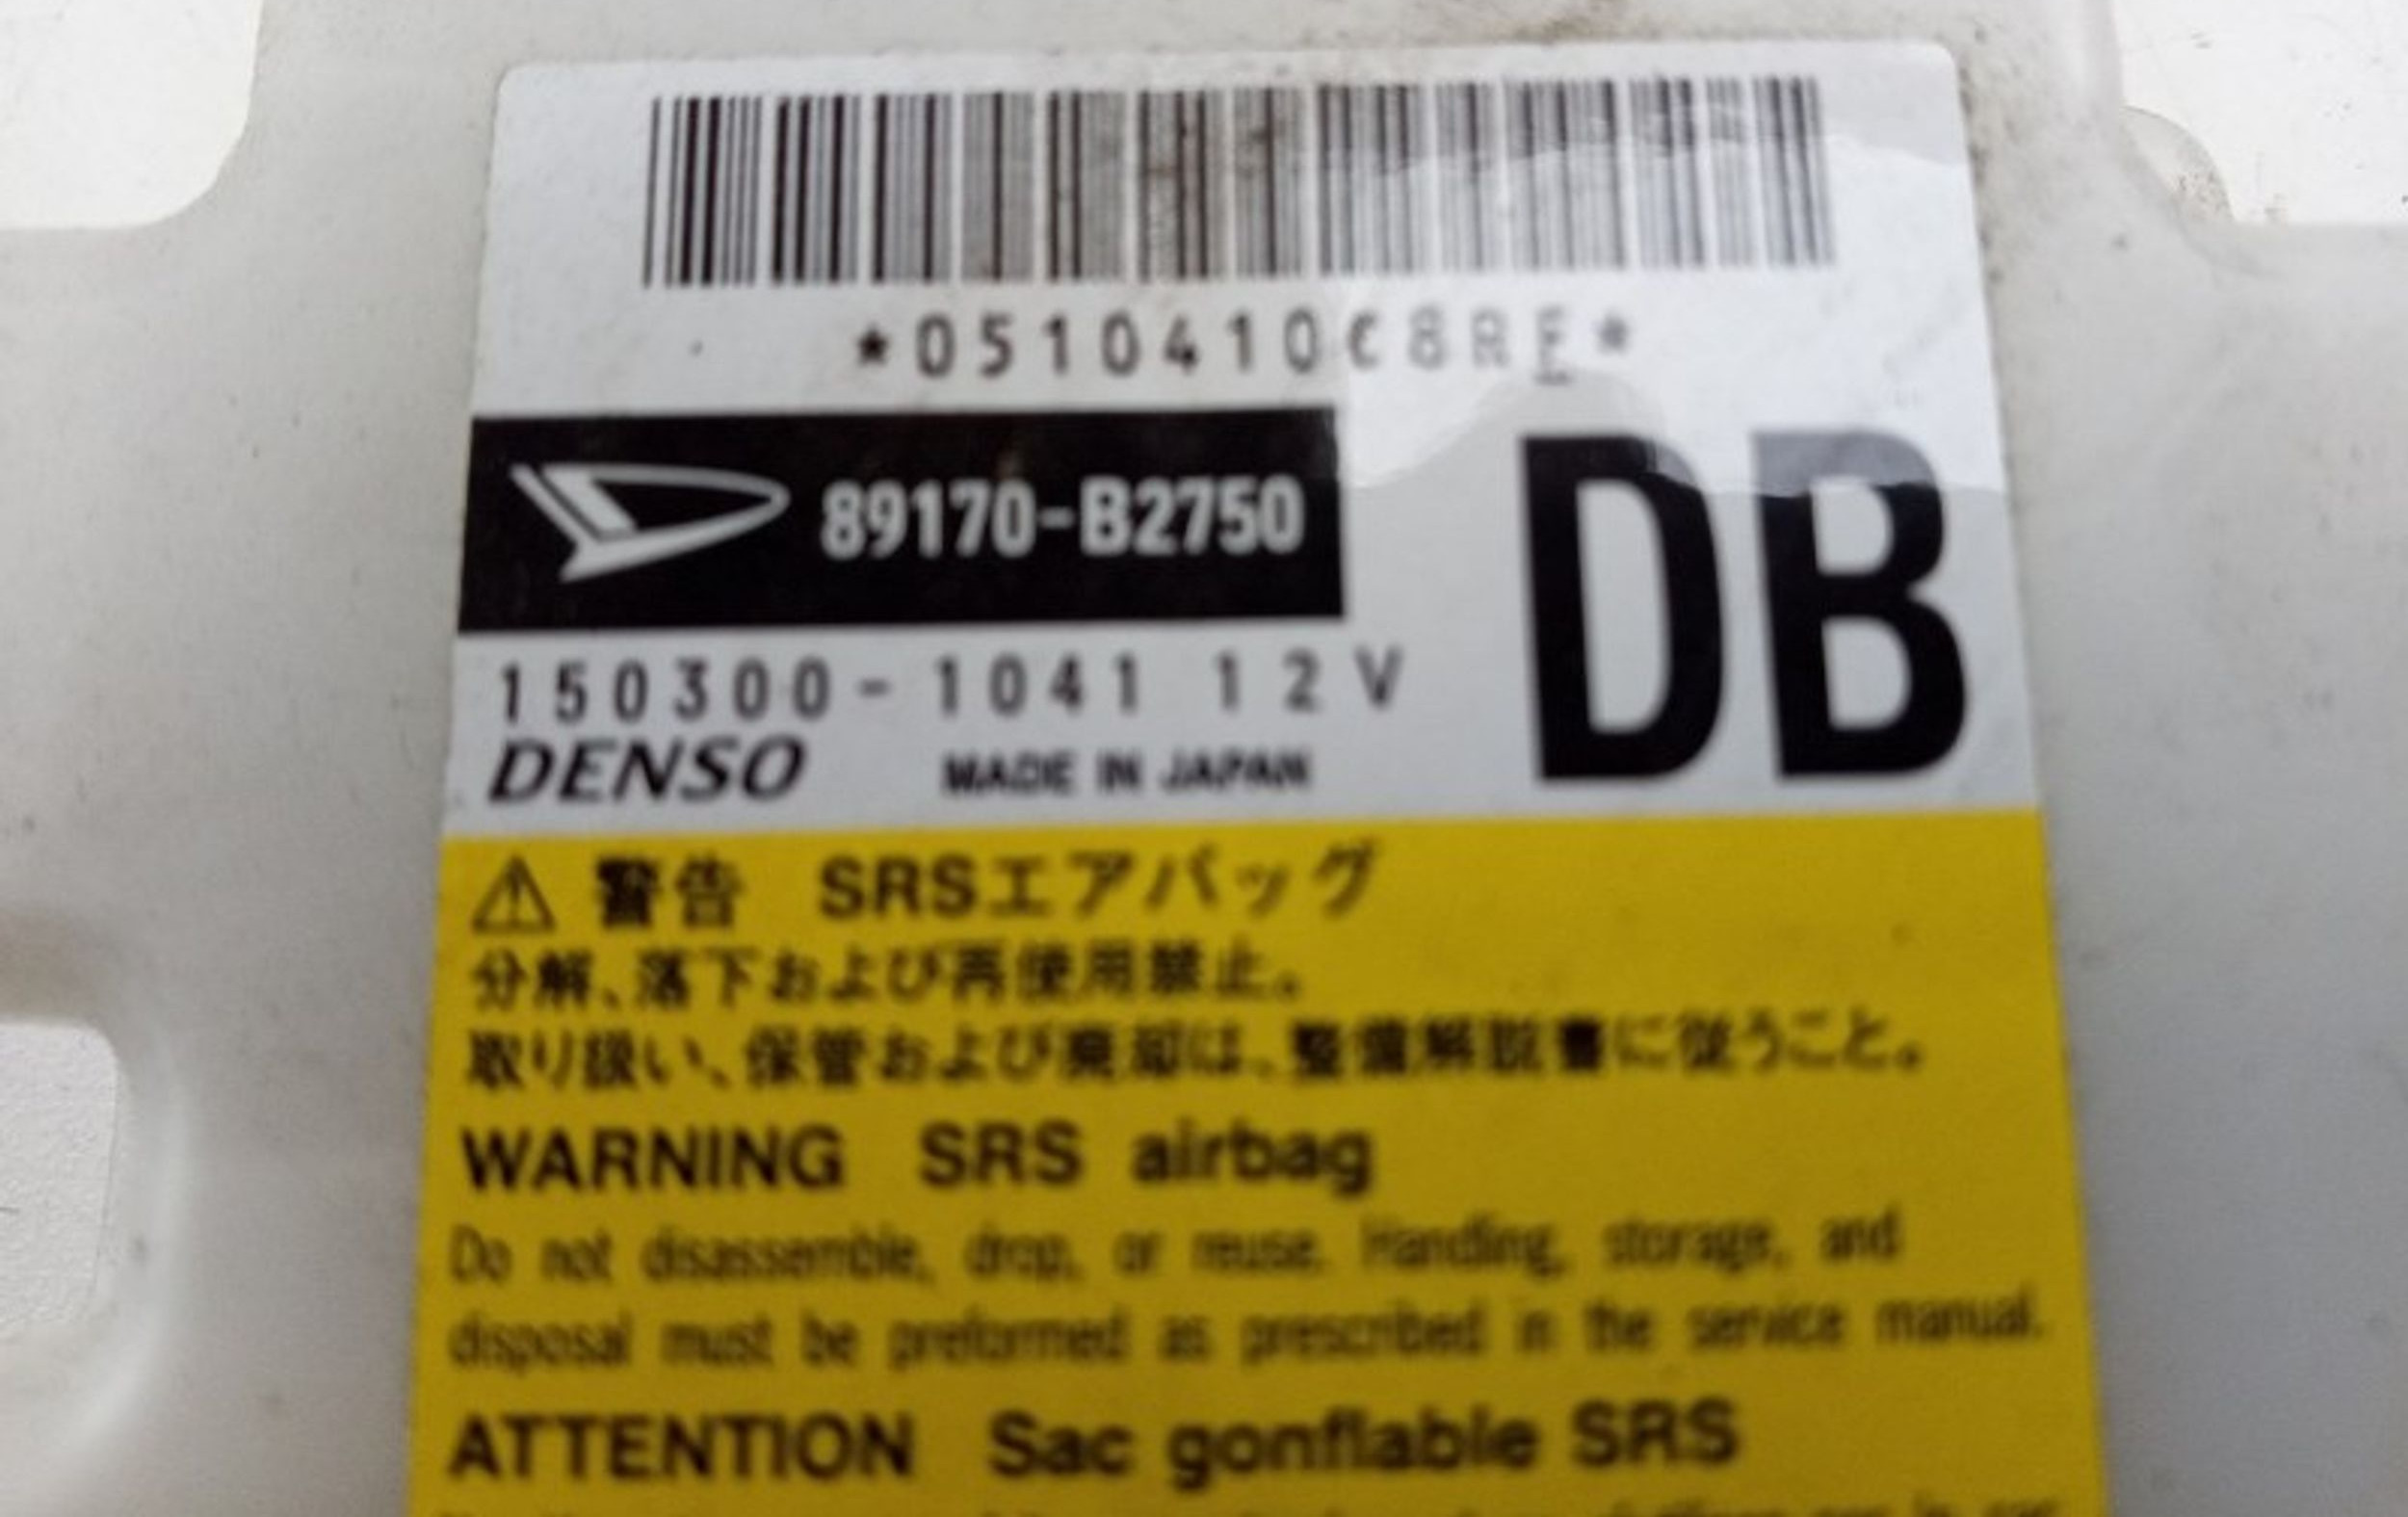 *0510410C8RE*
89170-B2750
DB
150300-1041 12V
DENSO MADE IN JAPAN
⚠ 警告 SRSエアバッグ
分解、落下および再使用禁止。
取り扱い、保管および廃却は、整備解説書に従うこと。
WARNING SRS airbag
Do not disassemble, drop, or reuse. Handling, storage, and
disposal must be preformed as prescribed in the service manual.
ATTENTION Sac gonflable SRS